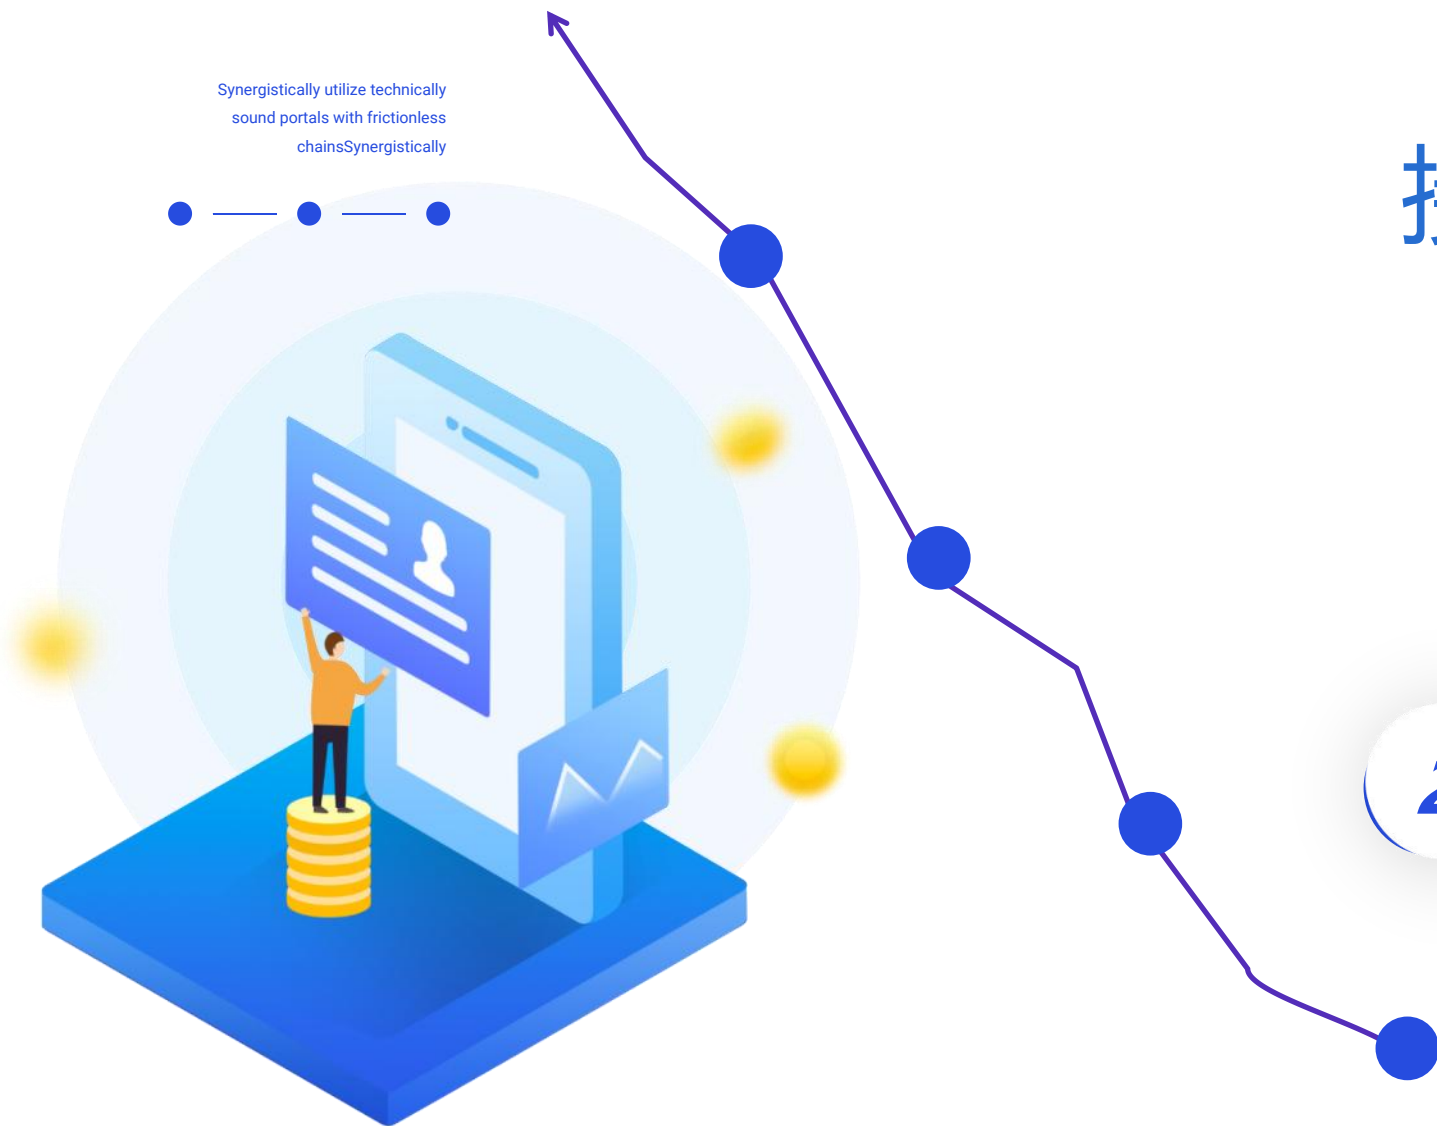 Synergistically utilize technically
sound portals with frictionless
chainsSynergistically